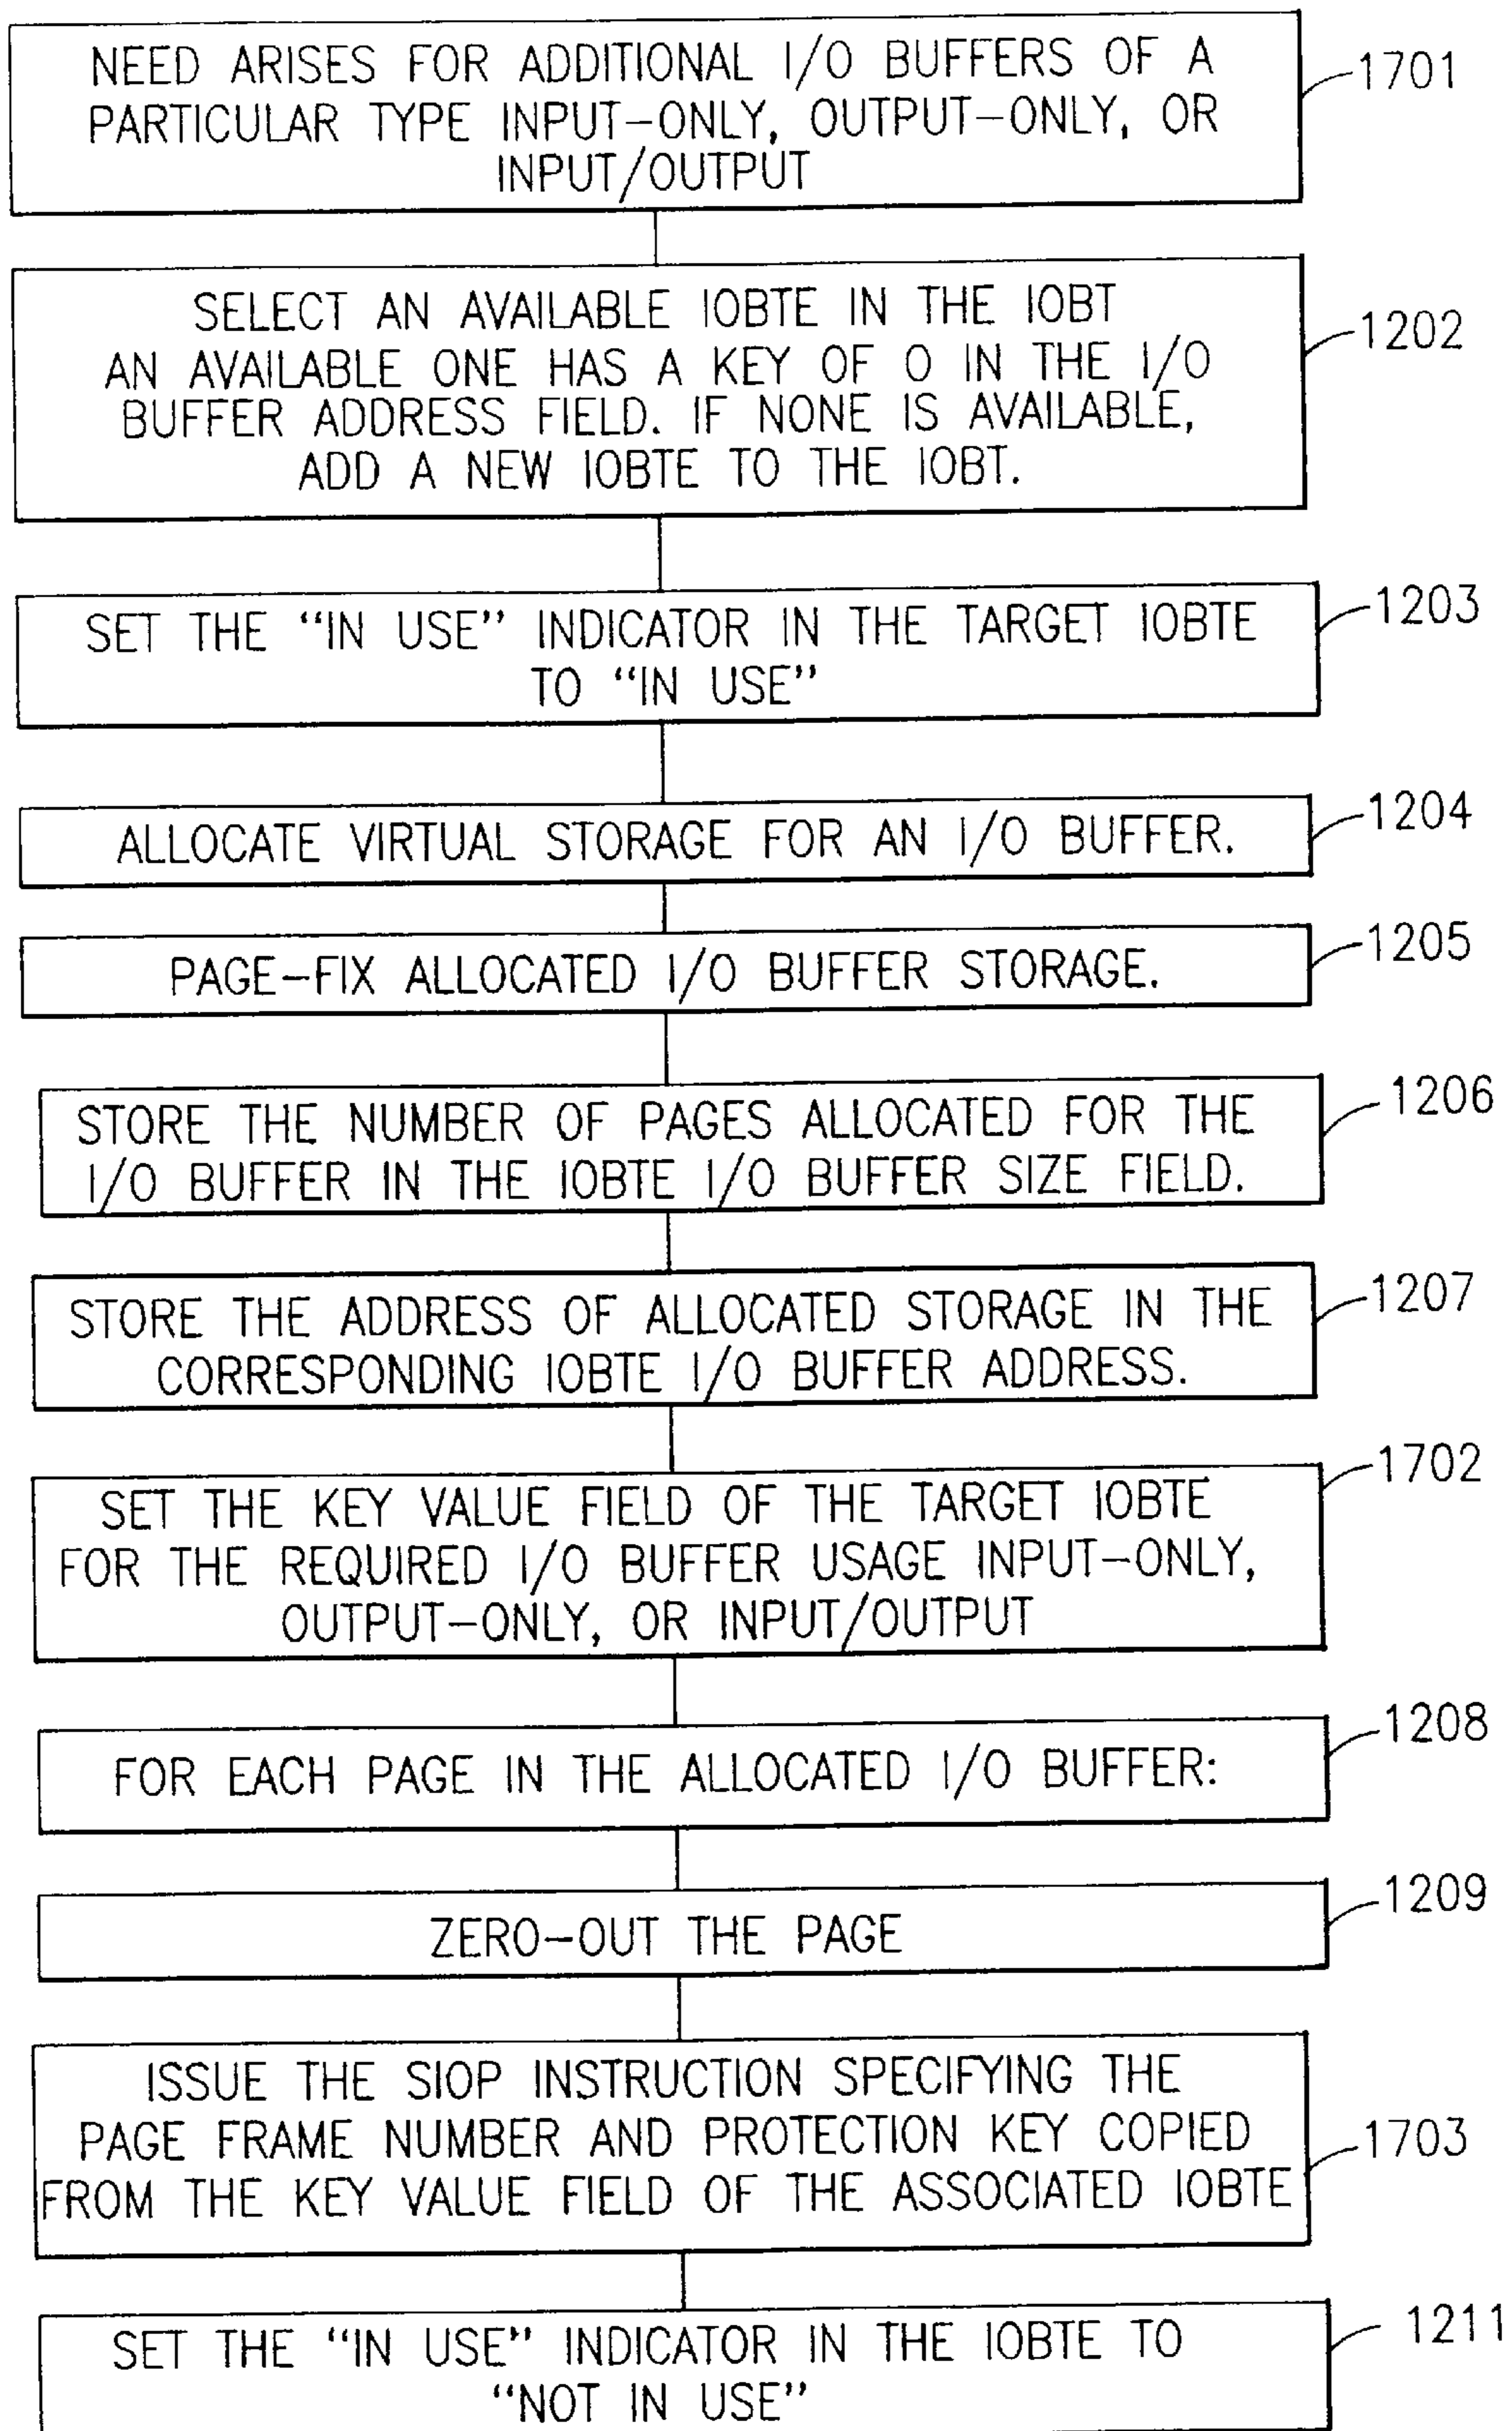 NEED ARISES FOR ADDITIONAL I/O BUFFERS OF A
PARTICULAR TYPE INPUT-ONLY, OUTPUT-ONLY, OR
INPUT/OUTPUT
1701
SELECT AN AVAILABLE IOBTE IN THE IOBT
AN AVAILABLE ONE HAS A KEY OF 0 IN THE I/O
BUFFER ADDRESS FIELD. IF NONE IS AVAILABLE,
ADD A NEW IOBTE TO THE IOBT.
1202
SET THE “IN USE” INDICATOR IN THE TARGET IOBTE
TO “IN USE”
1203
ALLOCATE VIRTUAL STORAGE FOR AN I/O BUFFER.
1204
PAGE-FIX ALLOCATED I/O BUFFER STORAGE.
1205
STORE THE NUMBER OF PAGES ALLOCATED FOR THE
I/O BUFFER IN THE IOBTE I/O BUFFER SIZE FIELD.
1206
STORE THE ADDRESS OF ALLOCATED STORAGE IN THE
CORRESPONDING IOBTE I/O BUFFER ADDRESS.
1207
SET THE KEY VALUE FIELD OF THE TARGET IOBTE
FOR THE REQUIRED I/O BUFFER USAGE INPUT-ONLY,
OUTPUT-ONLY, OR INPUT/OUTPUT
1702
FOR EACH PAGE IN THE ALLOCATED I/O BUFFER:
1208
ZERO-OUT THE PAGE
1209
ISSUE THE SIOP INSTRUCTION SPECIFYING THE
PAGE FRAME NUMBER AND PROTECTION KEY COPIED
FROM THE KEY VALUE FIELD OF THE ASSOCIATED IOBTE
1703
SET THE “IN USE” INDICATOR IN THE IOBTE TO
“NOT IN USE”
1211